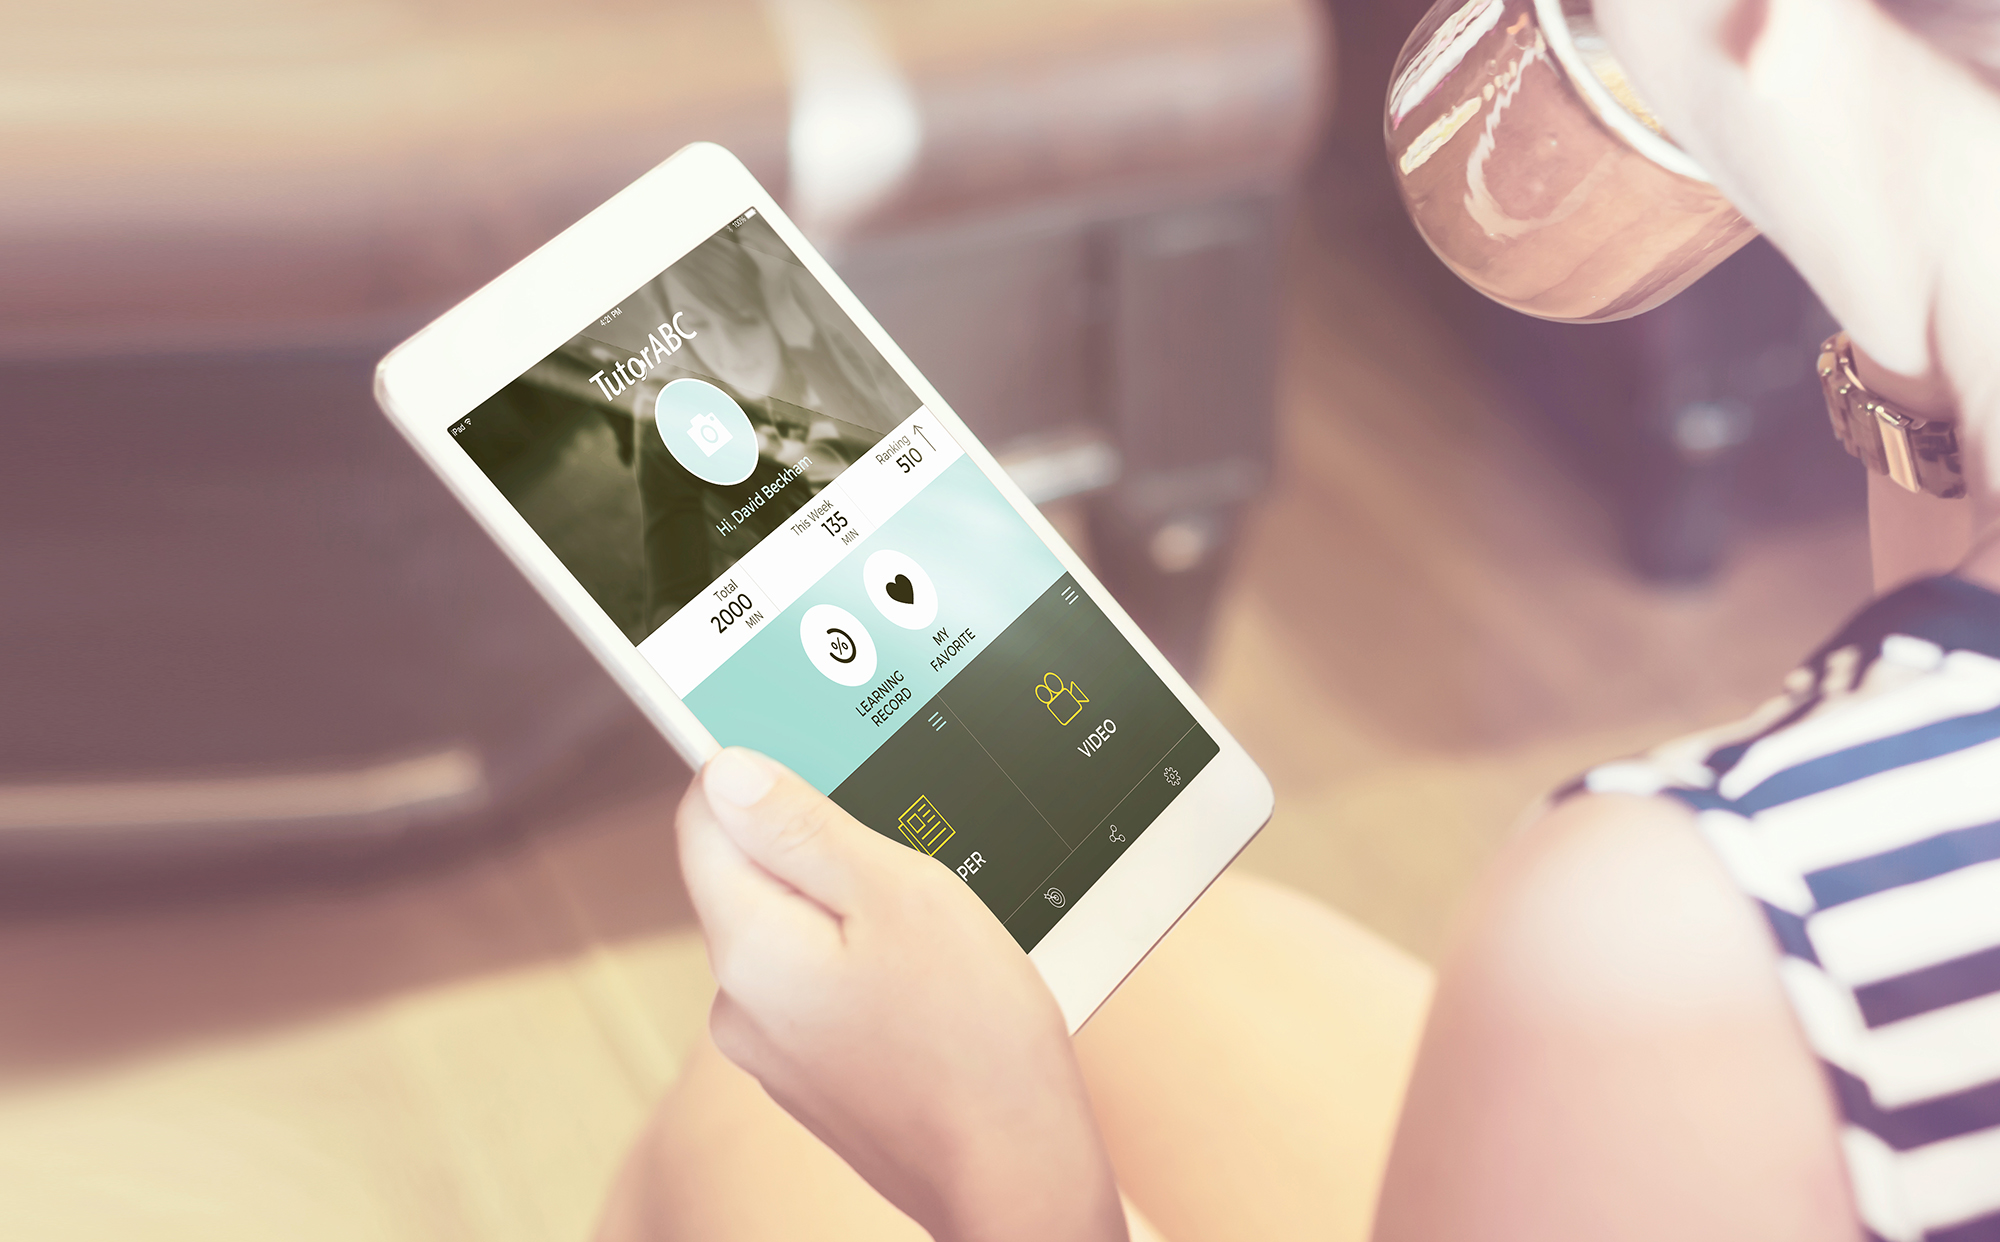 iPad
4:21 PM
100%
TutorABC
Hi, David Beckham
Total
2000
MIN
This Week
135
MIN
Ranking
510
%
LEARNING
RECORD
MY
FAVORITE
PER
VIDEO